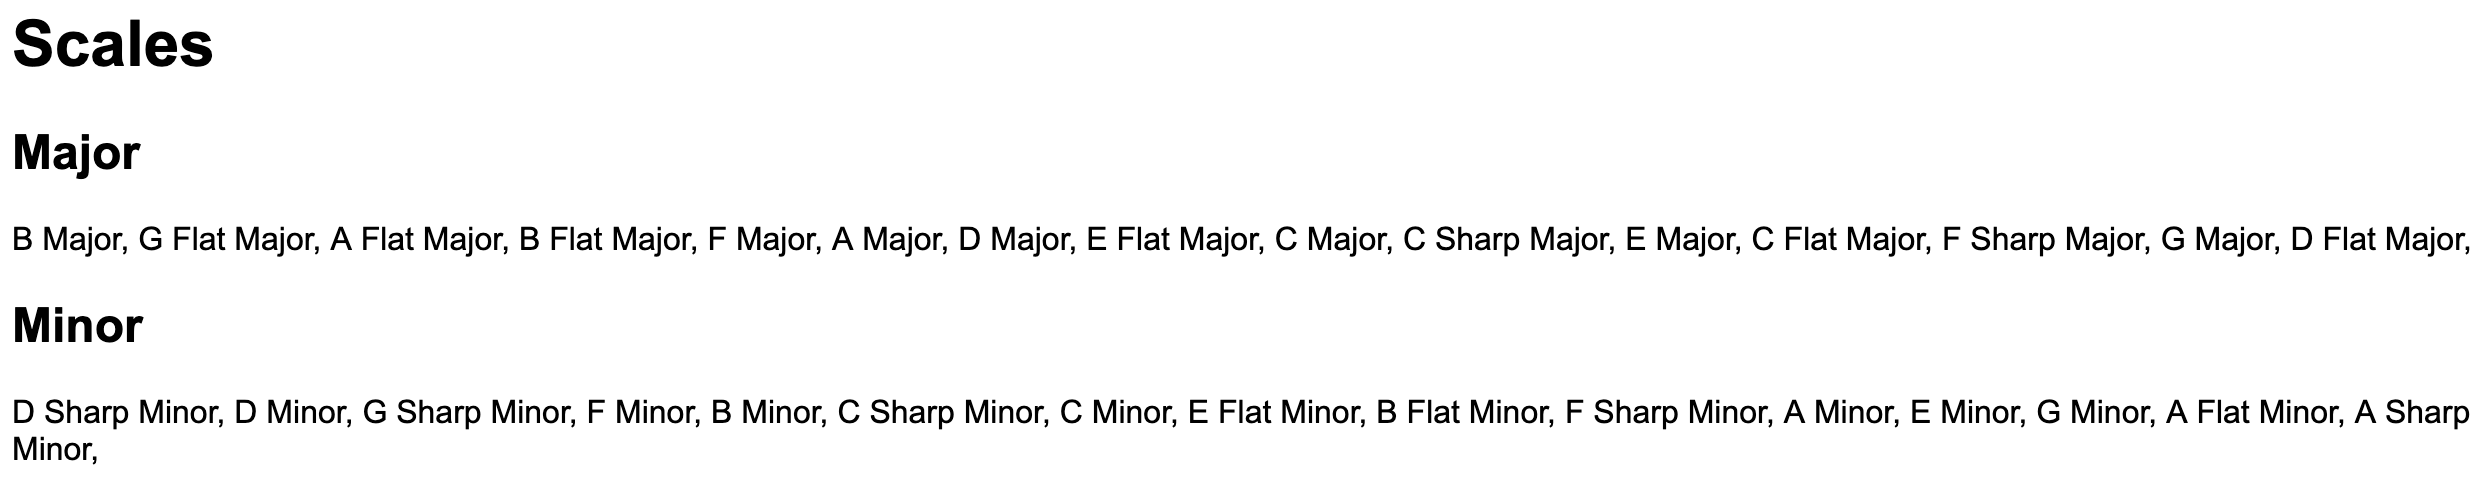 Scales
Major
B Major, G Flat Major, A Flat Major, B Flat Major, F Major, A Major, D Major, E Flat Major, C Major, C Sharp Major, E Major, C Flat Major, F Sharp Major, G Major, D Flat Major,
Minor
D Sharp Minor, D Minor, G Sharp Minor, F Minor, B Minor, C Sharp Minor, C Minor, E Flat Minor, B Flat Minor, F Sharp Minor, A Minor, E Minor, G Minor, A Flat Minor, A Sharp
Minor,